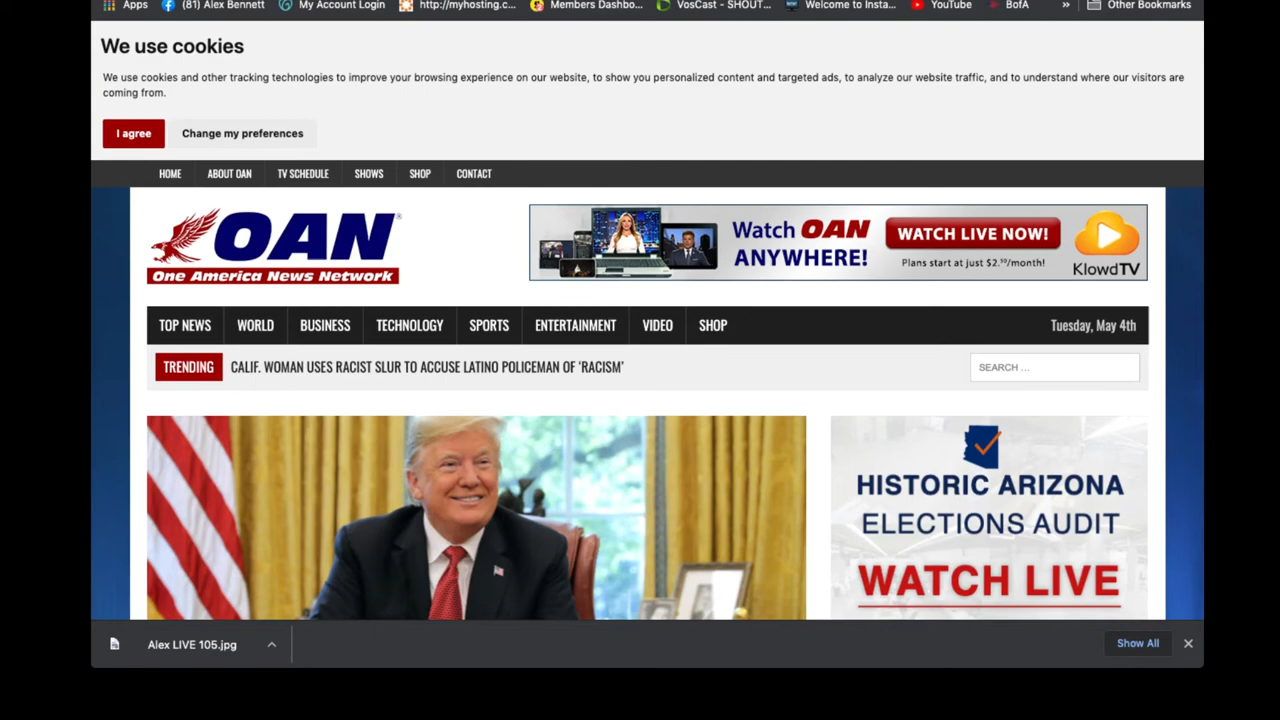 Apps (81) Alex Bennett My Account Login http://myhosting.c... Members Dashbo... VosCast - SHOUT... Welcome to Insta... YouTube BofA » Other Bookmarks
We use cookies
We use cookies and other tracking technologies to improve your browsing experience on our website, to show you personalized content and targeted ads, to analyze our website traffic, and to understand where our visitors are
coming from.
I agree Change my preferences
HOME ABOUT OAN TV SCHEDULE SHOWS SHOP CONTACT
OAN®
One America News Network
Watch OAN
ANYWHERE!
WATCH LIVE NOW!
Plans start at just $2.50/month!
KlowdTV
TOP NEWS WORLD BUSINESS TECHNOLOGY SPORTS ENTERTAINMENT VIDEO SHOP Tuesday, May 4th
TRENDING CALIF. WOMAN USES RACIST SLUR TO ACCUSE LATINO POLICEMAN OF ‘RACISM’ SEARCH ...
HISTORIC ARIZONA
ELECTIONS AUDIT
WATCH LIVE
Alex LIVE 105.jpg Show All